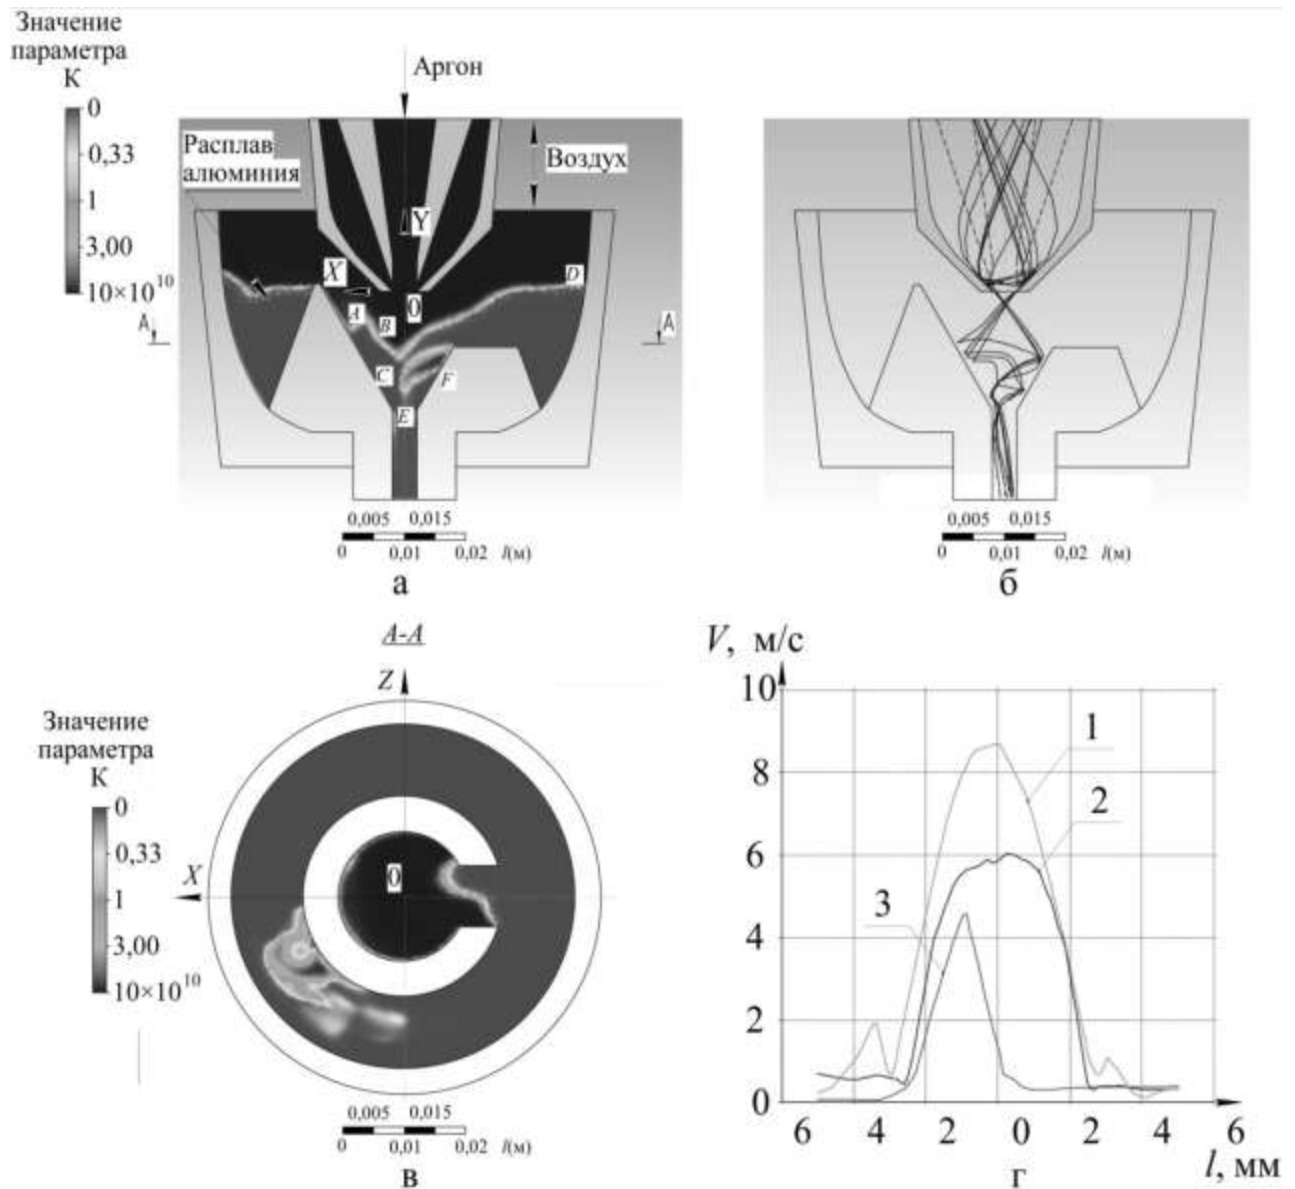 Значение
параметра
К
0
0,33
1
3,00
10×10¹⁰
Аргон
Расплав
алюминия
Воздух
Y
X
0
A
B
C
D
E
F
А
А
0,005 0,015
0 0,01 0,02 l(м)
а
0,005 0,015
0 0,01 0,02 l(м)
б
А-А
Z
Значение
параметра
К
0
0,33
1
3,00
10×10¹⁰
X
0
0,005 0,015
0 0,01 0,02 l(м)
в
V, м/с
10
8
6
4
2
0
1
2
3
6 4 2 0 2 4 6
l, мм
г